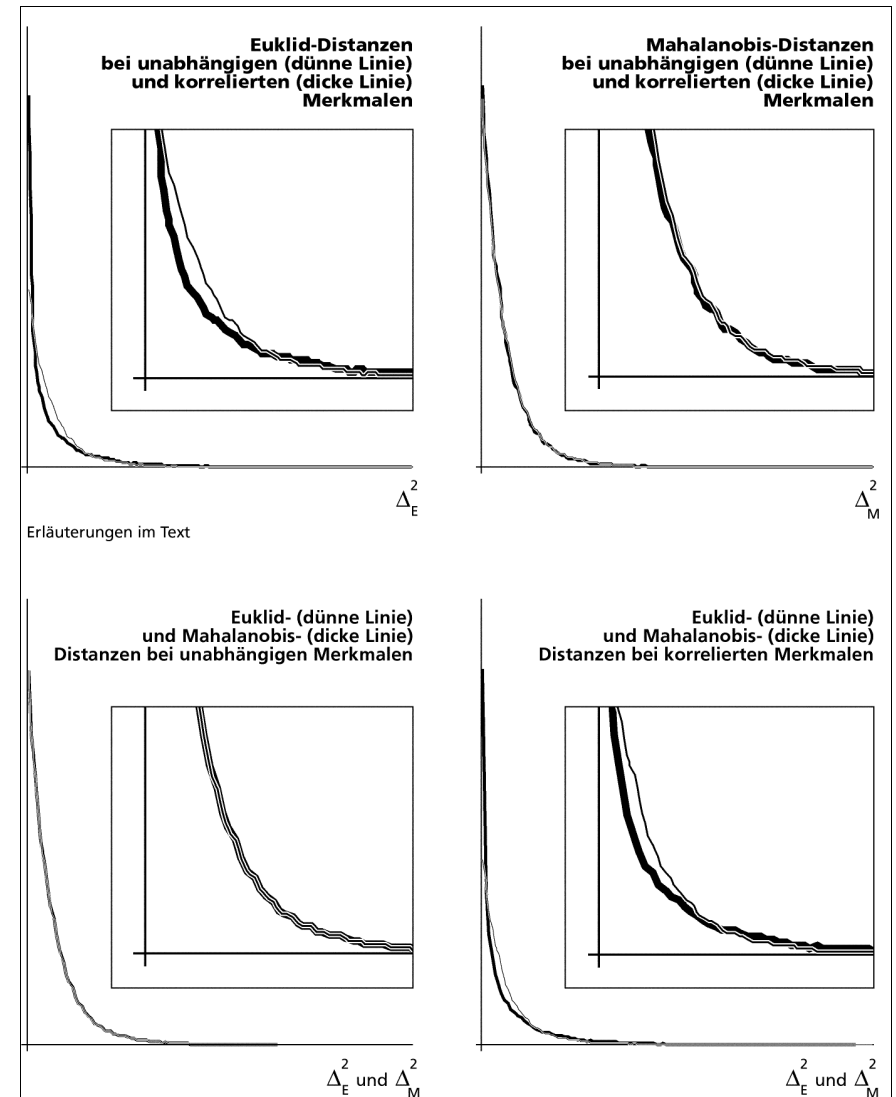 Euklid-Distanzen
bei unabhängigen (dünne Linie)
und korrelierten (dicke Linie)
Merkmalen
Mahalanobis-Distanzen
bei unabhängigen (dünne Linie)
und korrelierten (dicke Linie)
Merkmalen
Δ²E
Δ²M
Erläuterungen im Text
Euklid- (dünne Linie)
und Mahalanobis- (dicke Linie)
Distanzen bei unabhängigen Merkmalen
Euklid- (dünne Linie)
und Mahalanobis- (dicke Linie)
Distanzen bei korrelierten Merkmalen
Δ²E und Δ²M
Δ²E und Δ²M